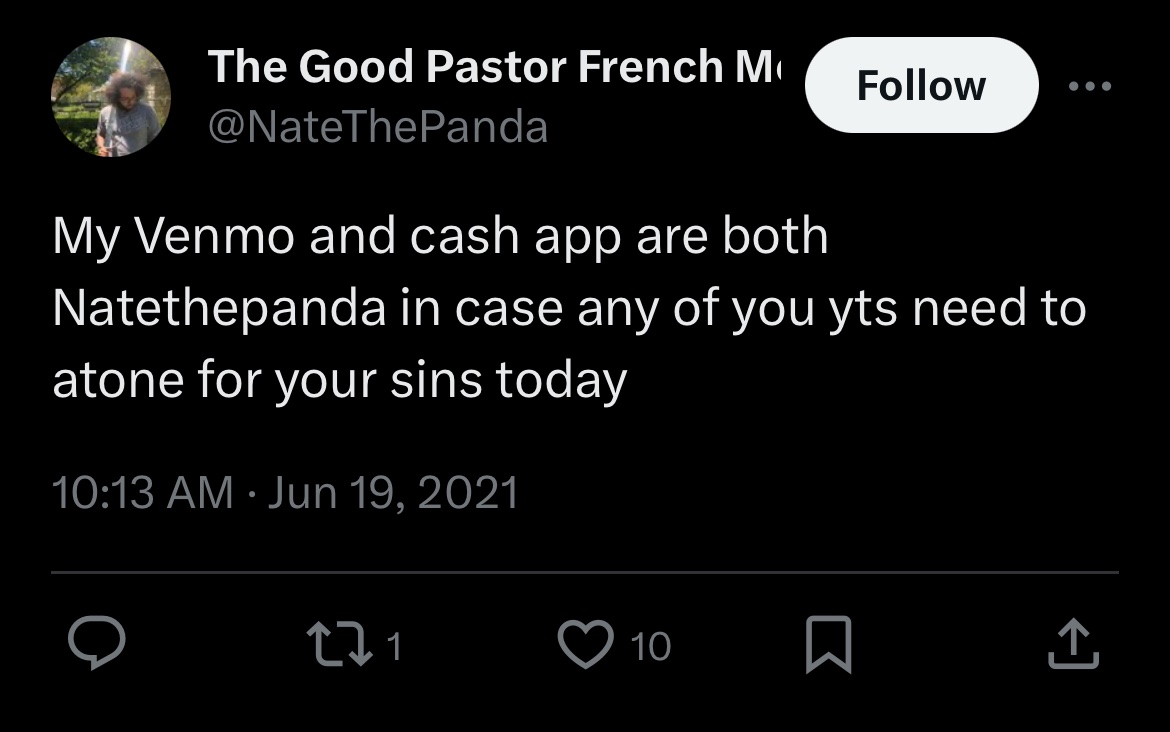 The Good Pastor French
Follow
@NateThePanda
My Venmo and cash app are both
Natethepanda in case any of you yts need to
atone for your sins today
10:13 AM · Jun 19, 2021
1
10